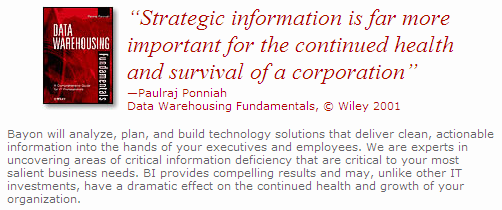 DATA
WAREHOUSING
Fundamentals
“Strategic information is far more
important for the continued health
and survival of a corporation”
—Paulraj Ponniah
Data Warehousing Fundamentals, © Wiley 2001
Bayon will analyze, plan, and build technology solutions that deliver clean, actionable
information into the hands of your executives and employees. We are experts in
uncovering areas of critical information deficiency that are critical to your most
salient business needs. BI provides compelling results and may, unlike other IT
investments, have a dramatic effect on the continued health and growth of your
organization.